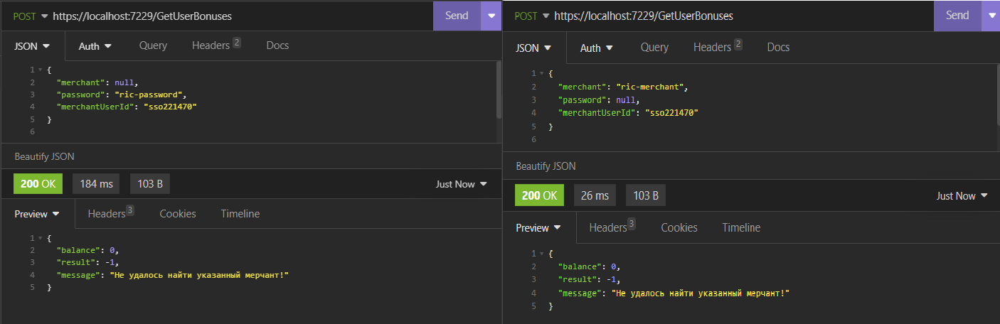 POST https://localhost:7229/GetUserBonuses Send
JSON Auth Query Headers 2 Docs
1 {
2 "merchant": null,
3 "password": "ric-password",
4 "merchantUserId": "sso221470"
5 }
6
Beautify JSON
200 OK 184 ms 103 B Just Now
Preview Headers 3 Cookies Timeline
1 {
2 "balance": 0,
3 "result": -1,
4 "message": "Не удалось найти указанный мерчант!"
5 }
POST https://localhost:7229/GetUserBonuses Send
JSON Auth Query Headers 2 Docs
1 {
2 "merchant": "ric-merchant",
3 "password": null,
4 "merchantUserId": "sso221470"
5 }
6
Beautify JSON
200 OK 26 ms 103 B Just Now
Preview Headers 3 Cookies Timeline
1 {
2 "balance": 0,
3 "result": -1,
4 "message": "Не удалось найти указанный мерчант!"
5 }